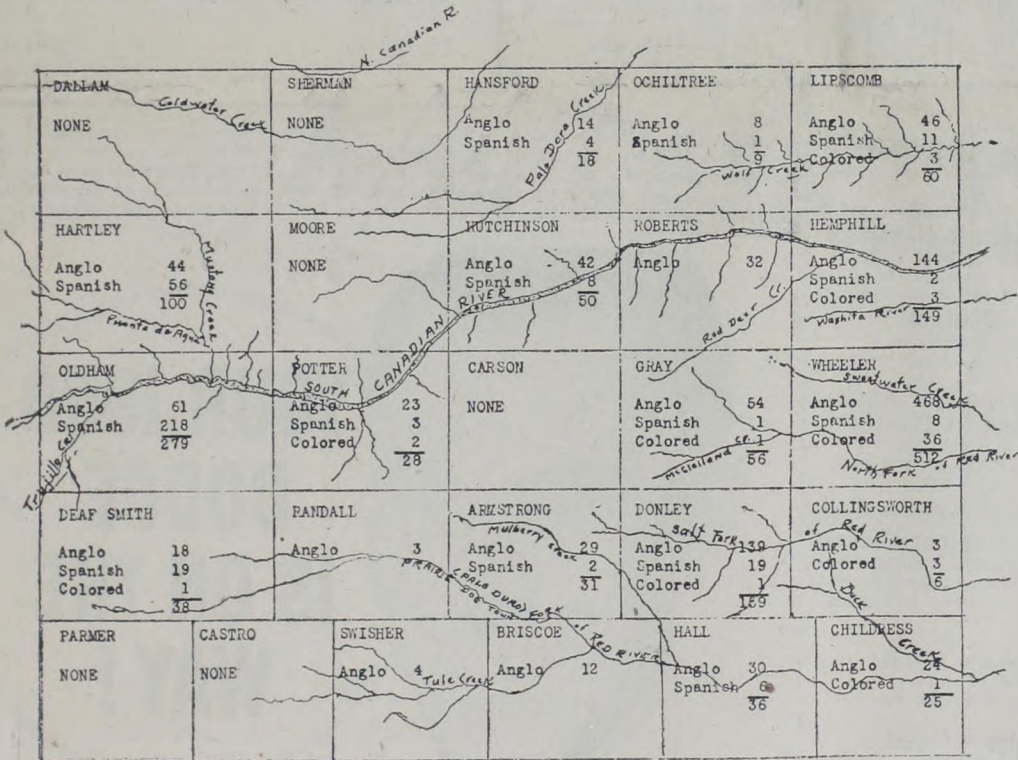 N. Canadian R.
DALLAM
NONE
Coldwater Creek
SHERMAN
NONE
HANSFORD
Anglo 14
Spanish 4
18
Palo Dora Creek
OCHILTREE
Anglo 8
Spanish 1
9
Wolf Creek
LIPSCOMB
Anglo 46
Spanish 11
Colored 3
60
HARTLEY
Anglo 44
Spanish 56
100
Mustang Creek
Puenta de Agua
MOORE
NONE
HUTCHINSON
Anglo 42
Spanish 8
50
ROBERTS
Anglo 32
HEMPHILL
Anglo 144
Spanish 2
Colored 3
149
Washita River
Red Deer Cr.
SOUTH CANADIAN RIVER
OLDHAM
Anglo 61
Spanish 218
279
Trujillo Cr.
POTTER
Anglo 23
Spanish 3
Colored 2
28
CARSON
NONE
GRAY
Anglo 54
Spanish 1
Colored 1
56
McClelland Cr.
WHEELER
Sweetwater Creek
Anglo 468
Spanish 8
Colored 36
512
North Fork of Red River
DEAF SMITH
Anglo 18
Spanish 19
Colored 1
38
RANDALL
Anglo 3
ARMSTRONG
Mulberry Creek
Anglo 29
Spanish 2
31
PRAIRIE DOG TOWN (PALO DURO) FORK of RED RIVER
DONLEY
Anglo 139
Spanish 19
Colored 1
159
Salt Fork of Red River
COLLINGSWORTH
Anglo 3
Colored 3
6
Buck Creek
PARMER
NONE
CASTRO
NONE
SWISHER
Anglo 4
Tule Creek
BRISCOE
Anglo 12
HALL
Anglo 30
Spanish 6
36
CHILDRESS
Anglo 24
Colored 1
25